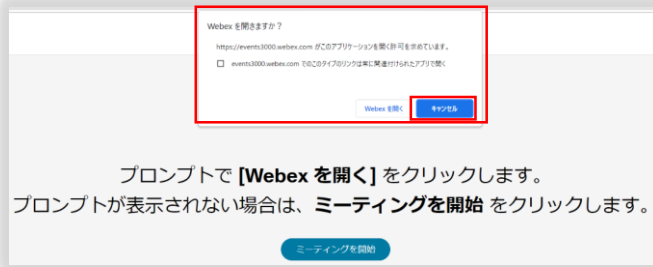 Webex を開きますか？
https://events3000.webex.com がこのアプリケーションを開く許可を求めています。
events3000.webex.com でのこのタイプのリンクは常に関連付けられたアプリで開く
Webex を開く キャンセル
プロンプトで [Webex を開く] をクリックします。
プロンプトが表示されない場合は、ミーティングを開始 をクリックします。
ミーティングを開始